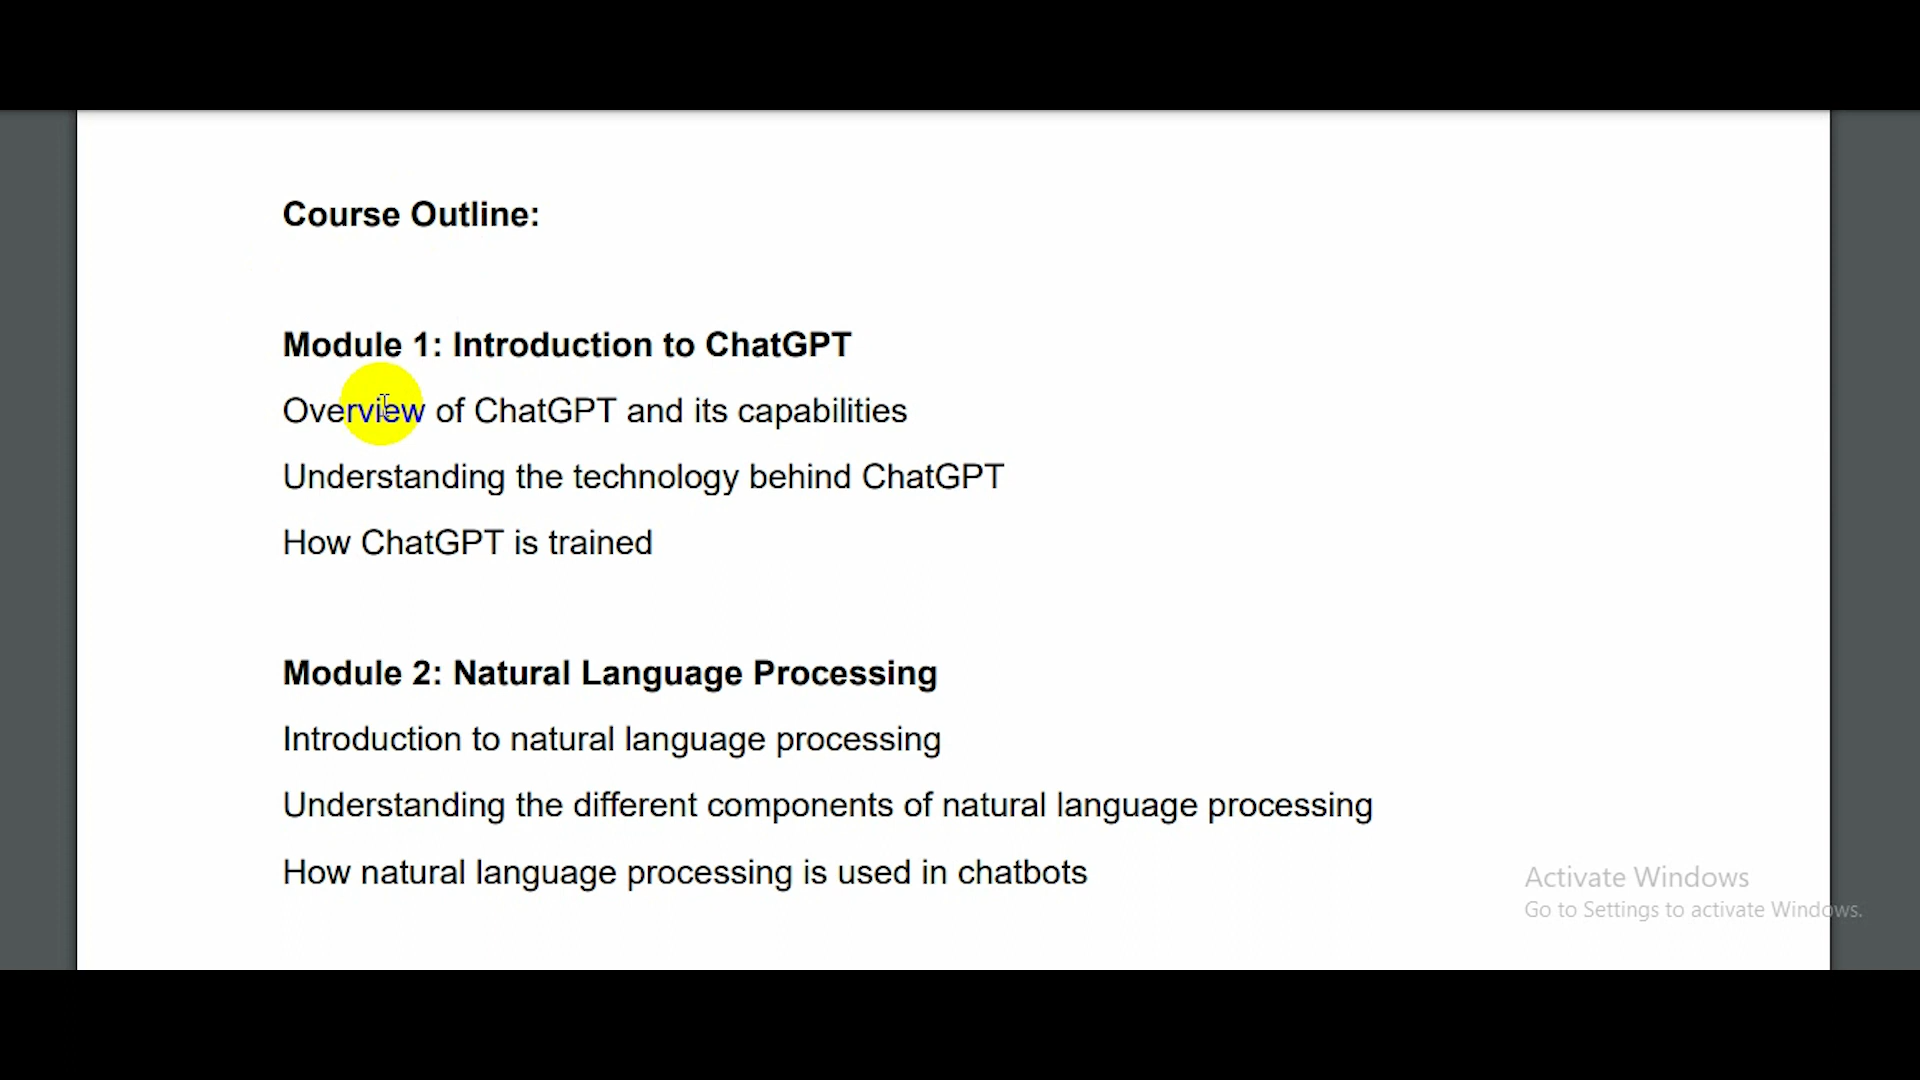 Course Outline:
Module 1: Introduction to ChatGPT
Overview of ChatGPT and its capabilities
Understanding the technology behind ChatGPT
How ChatGPT is trained
Module 2: Natural Language Processing
Introduction to natural language processing
Understanding the different components of natural language processing
How natural language processing is used in chatbots
Activate Windows
Go to Settings to activate Windows.